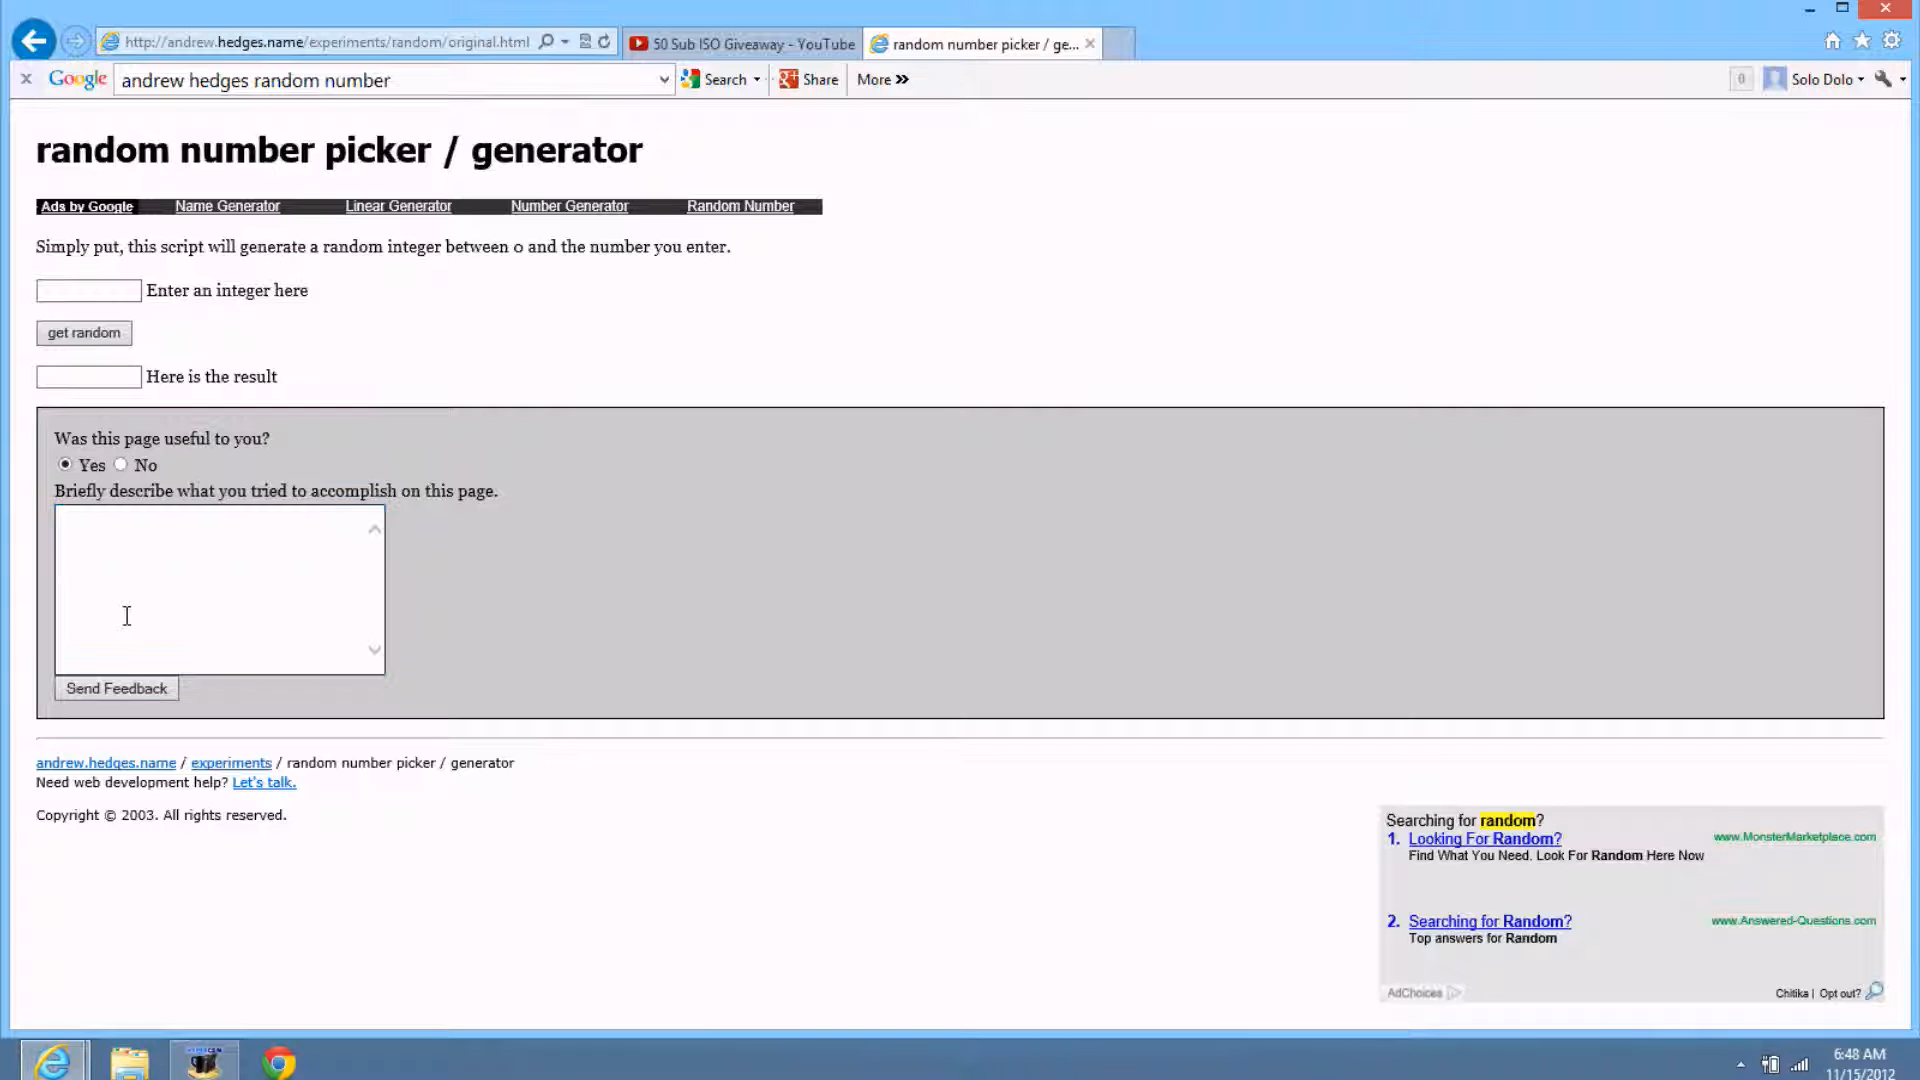 http://andrew.hedges.name/experiments/random/original.html
50 Sub ISO Giveaway - YouTube
random number picker / ge...
Google
andrew hedges random number
Search
Share
More »
0
Solo Dolo
random number picker / generator
Ads by Google Name Generator Linear Generator Number Generator Random Number
Simply put, this script will generate a random integer between 0 and the number you enter.
Enter an integer here
get random
Here is the result
Was this page useful to you?
Yes No
Briefly describe what you tried to accomplish on this page.
Send Feedback
andrew.hedges.name / experiments / random number picker / generator
Need web development help? Let's talk.
Copyright © 2003. All rights reserved.
Searching for random?
1. Looking For Random? www.MonsterMarketplace.com
Find What You Need. Look For Random Here Now
2. Searching for Random? www.Answered-Questions.com
Top answers for Random
AdChoices
Chitika | Opt out?
6:48 AM
11/15/2012